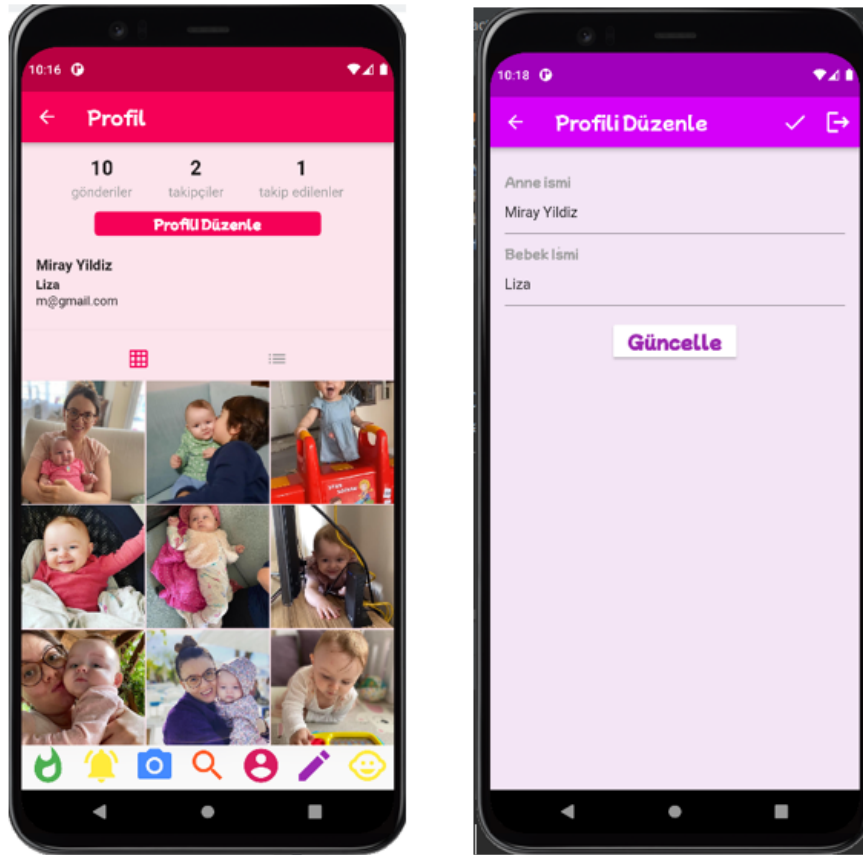 10:16
Profil
10 2 1
gönderiler takipçiler takip edilenler
Profili Düzenle
Miray Yildiz
Liza
m@gmail.com
10:18
Profili Düzenle
Anne ismi
Miray Yildiz
Bebek İsmi
Liza
Güncelle